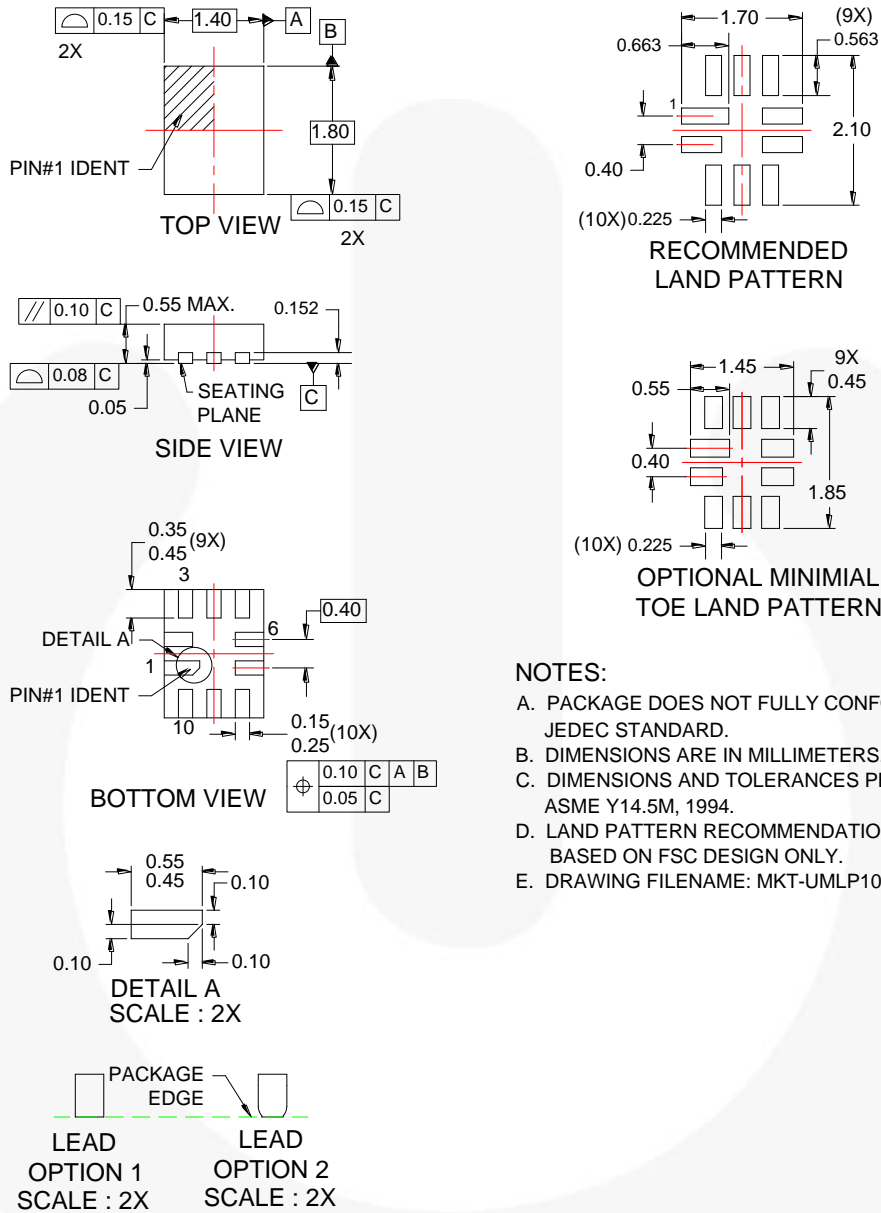 0.15 C
2X
1.40
A
B
1.80
PIN#1 IDENT
0.15 C
TOP VIEW
2X
1.70
(9X)
0.663
0.563
1
2.10
0.40
(10X) 0.225
RECOMMENDED
LAND PATTERN
// 0.10 C
0.55 MAX.
0.152
0.08 C
0.05
SEATING
PLANE
C
SIDE VIEW
1.45
9X
0.55
0.45
0.40
1.85
(10X) 0.225
OPTIONAL MINIMIAL
TOE LAND PATTERN
0.35
0.45 (9X)
3
0.40
DETAIL A
6
1
PIN#1 IDENT
10
0.15
0.25 (10X)
0.10 C A B
0.05 C
BOTTOM VIEW
NOTES:
A. PACKAGE DOES NOT FULLY CONF
JEDEC STANDARD.
B. DIMENSIONS ARE IN MILLIMETERS
C. DIMENSIONS AND TOLERANCES P
ASME Y14.5M, 1994.
D. LAND PATTERN RECOMMENDATIO
BASED ON FSC DESIGN ONLY.
E. DRAWING FILENAME: MKT-UMLP10
0.55
0.45
0.10
0.10
0.10
DETAIL A
SCALE : 2X
PACKAGE
EDGE
LEAD
OPTION 1
SCALE : 2X
LEAD
OPTION 2
SCALE : 2X